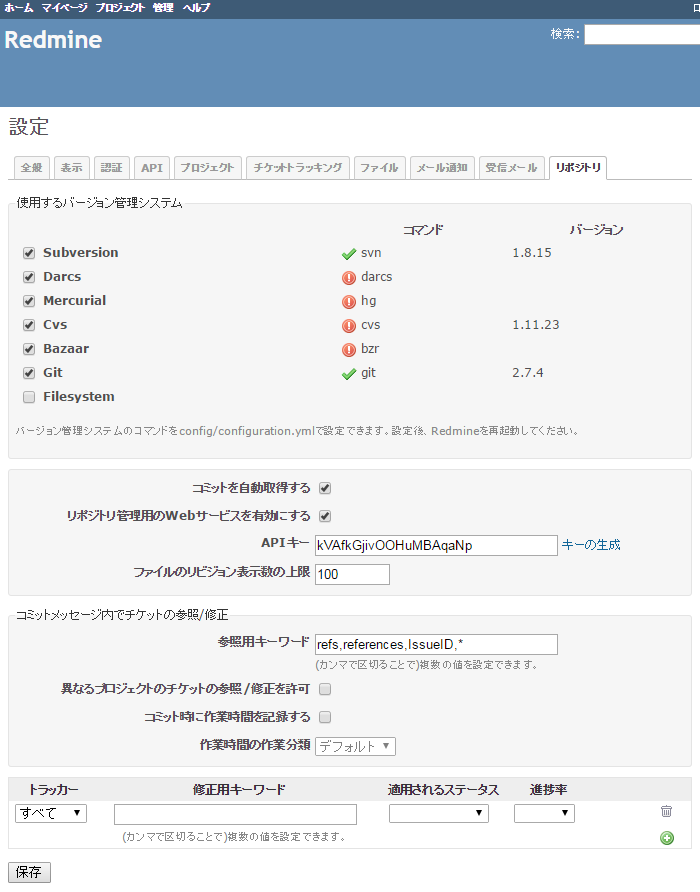 ホーム マイページ プロジェクト 管理 ヘルプ
Redmine
検索:
設定
全般 表示 認証 API プロジェクト チケットトラッキング ファイル メール通知 受信メール リポジトリ
使用するバージョン管理システム
コマンド バージョン
Subversion svn 1.8.15
Darcs darcs
Mercurial hg
Cvs cvs 1.11.23
Bazaar bzr
Git git 2.7.4
Filesystem
バージョン管理システムのコマンドをconfig/configuration.ymlで設定できます。設定後、Redmineを再起動してください。
コミットを自動取得する
リポジトリ管理用のWebサービスを有効にする
APIキー kVAfkGjivOOHuMBAqaNp キーの生成
ファイルのリビジョン表示数の上限 100
コミットメッセージ内でチケットの参照/修正
参照用キーワード refs,references,IssueID,*
(カンマで区切ることで)複数の値を設定できます。
異なるプロジェクトのチケットの参照/修正を許可
コミット時に作業時間を記録する
作業時間の作業分類 デフォルト
トラッカー 修正用キーワード 適用されるステータス 進捗率
すべて
(カンマで区切ることで)複数の値を設定できます。
保存